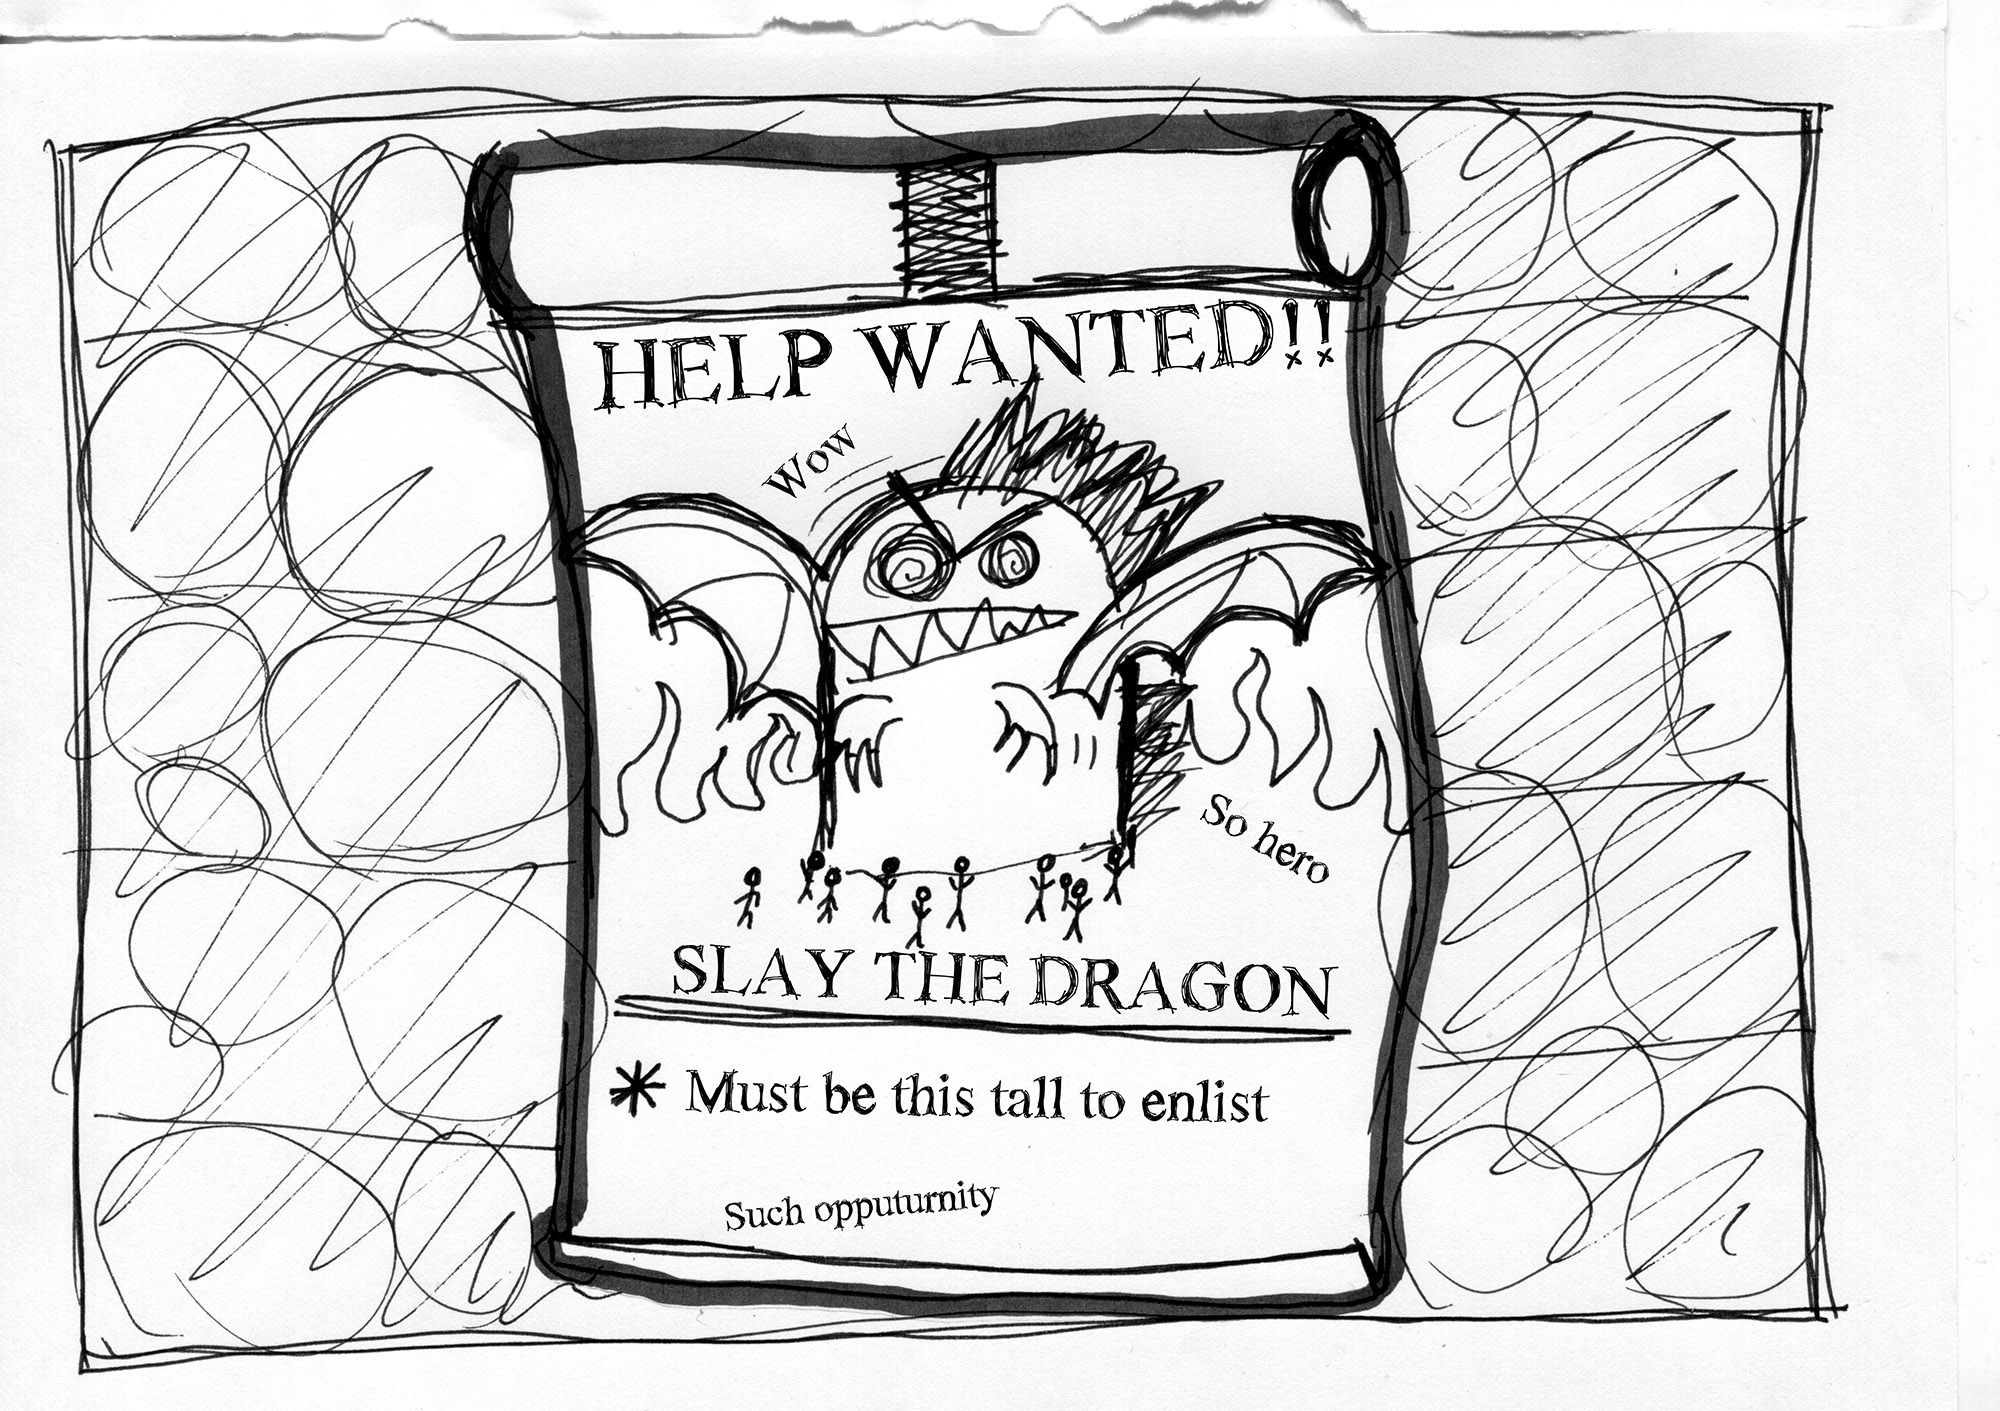 HELP WANTED!!
Wow
So hero
SLAY THE DRAGON
* Must be this tall to enlist
Such opputurnity